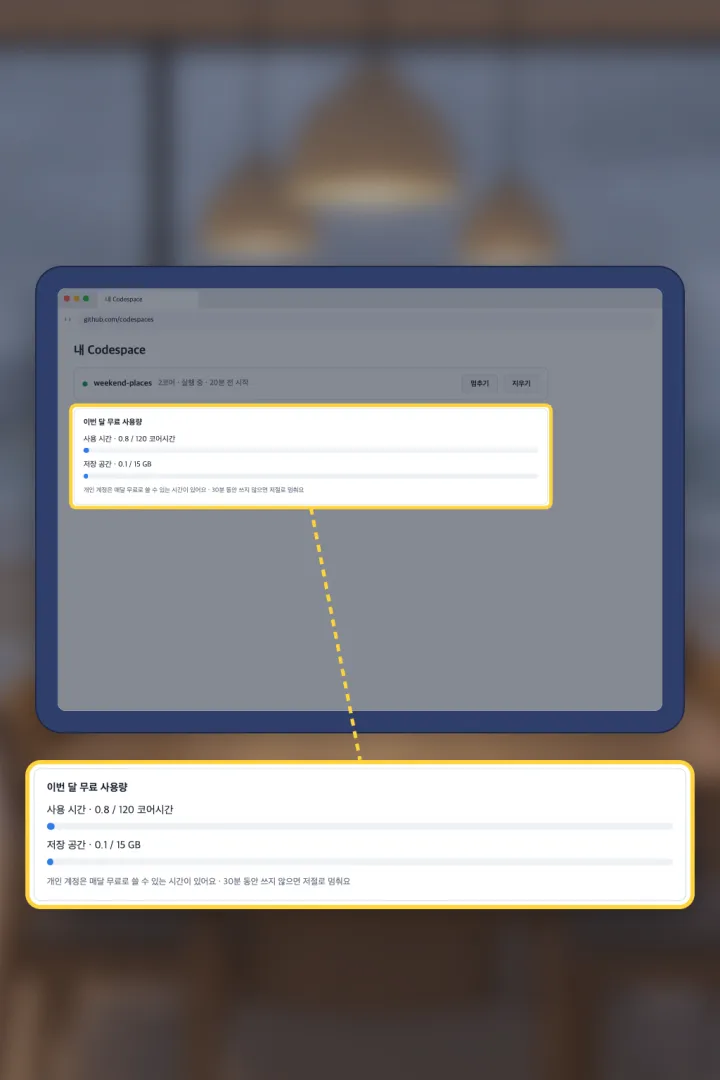 내 Codespace
github.com/codespaces
내 Codespace
weekend-places 2코어 · 실행 중 · 20분 전 시작 멈추기 지우기
이번 달 무료 사용량
사용 시간 · 0.8 / 120 코어시간
저장 공간 · 0.1 / 15 GB
개인 계정은 매달 무료로 쓸 수 있는 시간이 있어요 · 30분 동안 쓰지 않으면 저절로 멈춰요
이번 달 무료 사용량
사용 시간 · 0.8 / 120 코어시간
저장 공간 · 0.1 / 15 GB
개인 계정은 매달 무료로 쓸 수 있는 시간이 있어요 · 30분 동안 쓰지 않으면 저절로 멈춰요